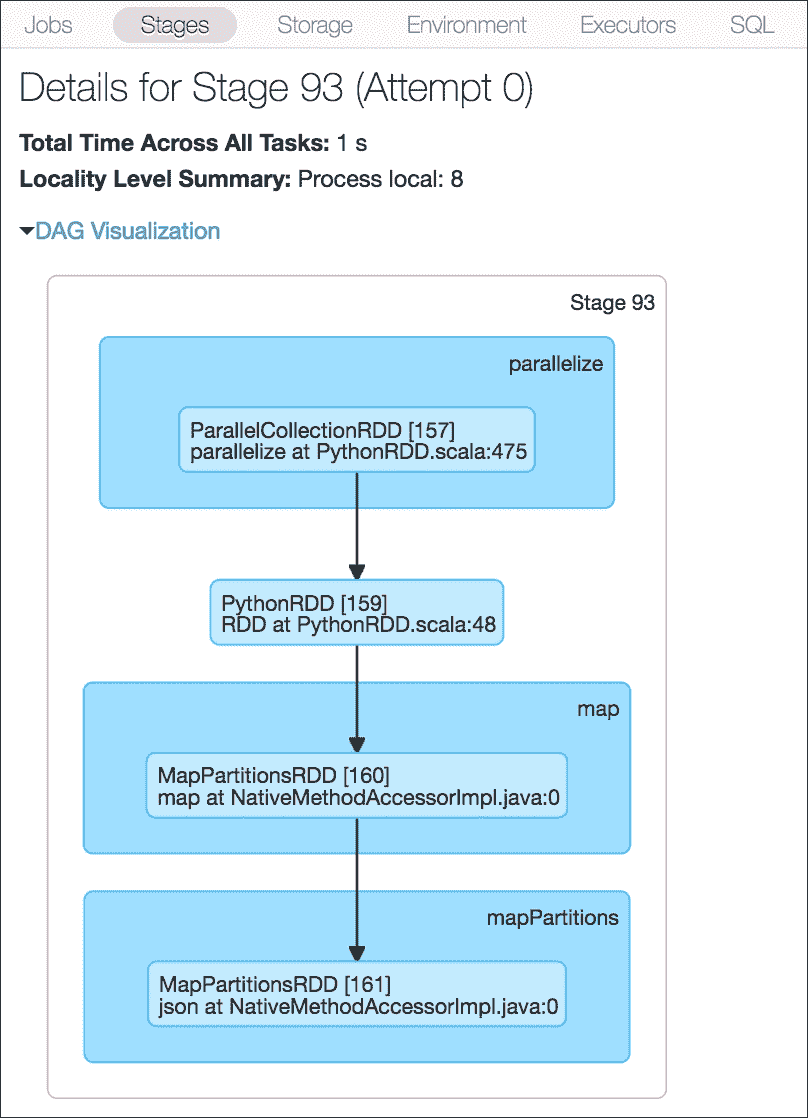 Jobs Stages Storage Environment Executors SQL
Details for Stage 93 (Attempt 0)
Total Time Across All Tasks: 1 s
Locality Level Summary: Process local: 8
DAG Visualization
Stage 93
parallelize
ParallelCollectionRDD [157]
parallelize at PythonRDD.scala:475
PythonRDD [159]
RDD at PythonRDD.scala:48
map
MapPartitionsRDD [160]
map at NativeMethodAccessorImpl.java:0
mapPartitions
MapPartitionsRDD [161]
json at NativeMethodAccessorImpl.java:0